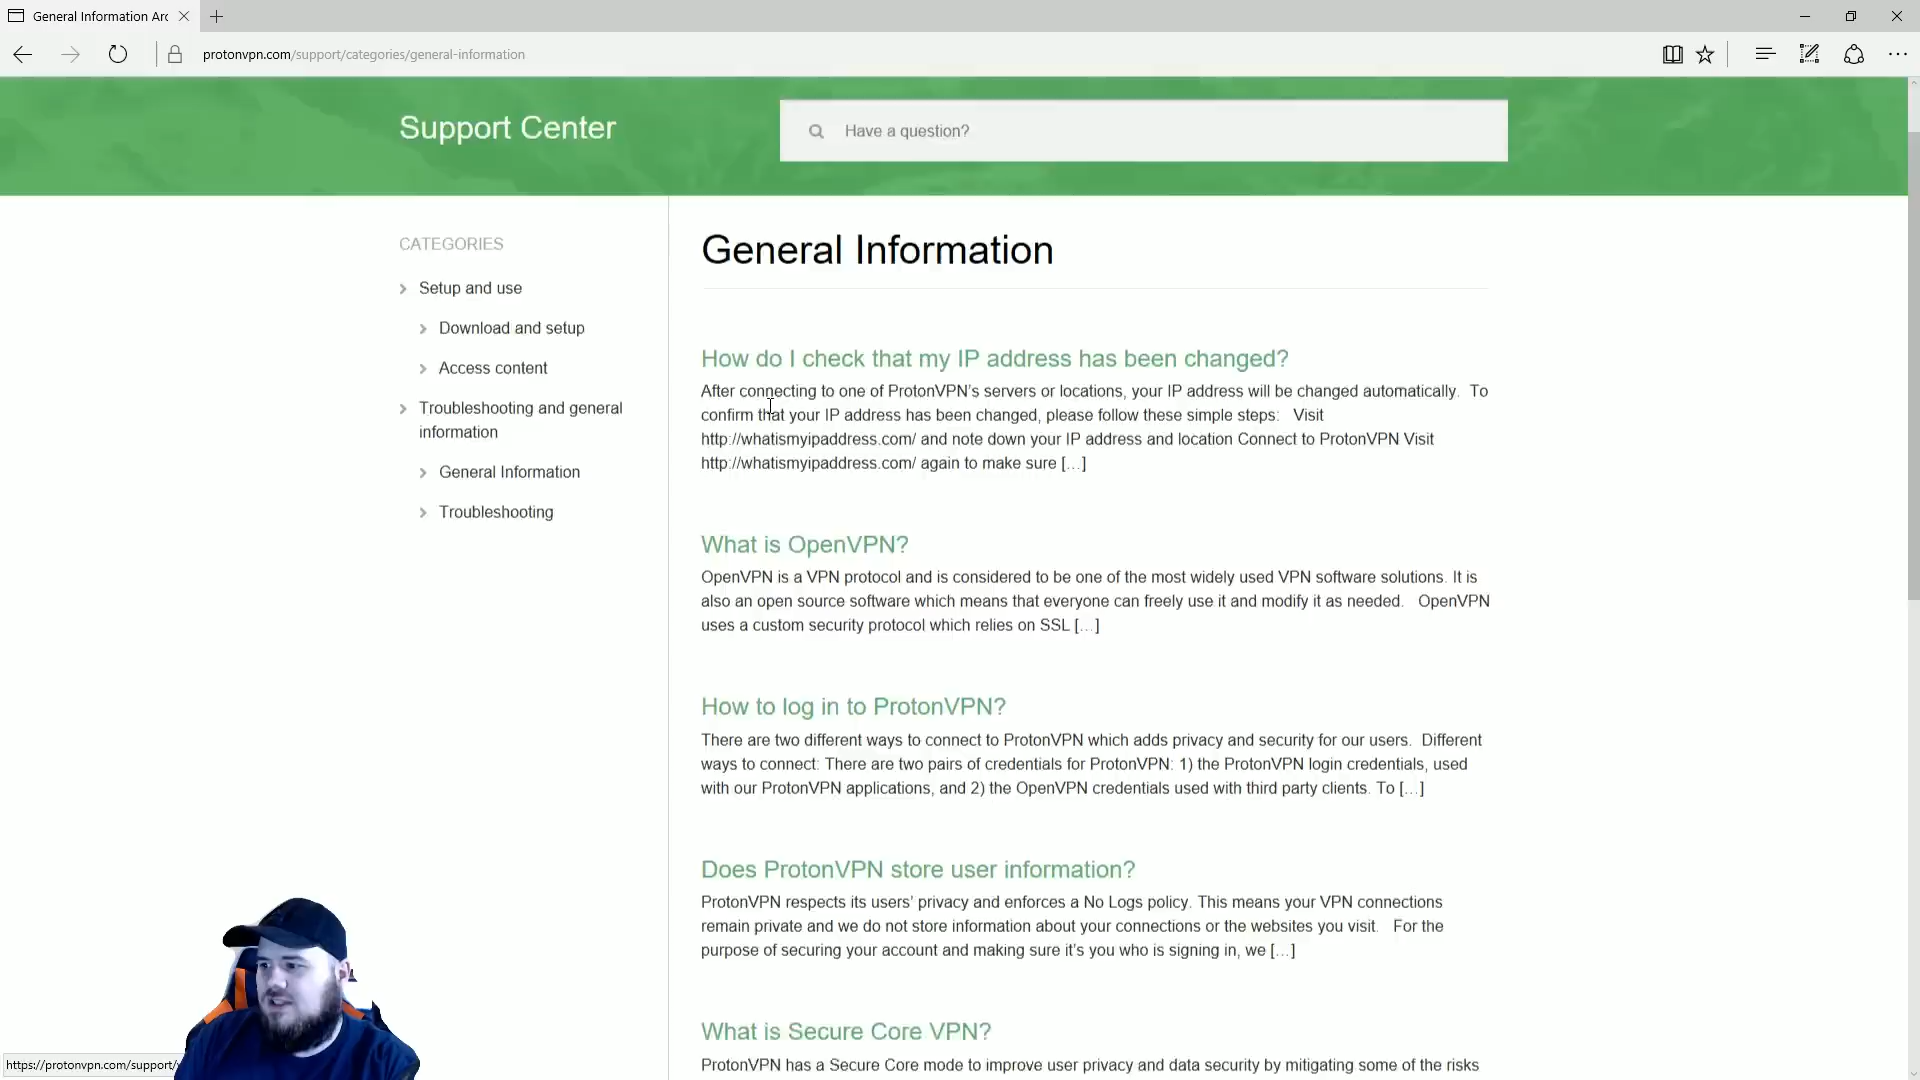 General Information Arc
protonvpn.com/support/categories/general-information
Support Center
Have a question?
CATEGORIES
Setup and use
Download and setup
Access content
Troubleshooting and general
information
General Information
Troubleshooting
General Information
How do I check that my IP address has been changed?
After connecting to one of ProtonVPN's servers or locations, your IP address will be changed automatically. To
confirm that your IP address has been changed, please follow these simple steps: Visit
http://whatismyipaddress.com/ and note down your IP address and location Connect to ProtonVPN Visit
http://whatismyipaddress.com/ again to make sure [...]
What is OpenVPN?
OpenVPN is a VPN protocol and is considered to be one of the most widely used VPN software solutions. It is
also an open source software which means that everyone can freely use it and modify it as needed. OpenVPN
uses a custom security protocol which relies on SSL [...]
How to log in to ProtonVPN?
There are two different ways to connect to ProtonVPN which adds privacy and security for our users. Different
ways to connect: There are two pairs of credentials for ProtonVPN: 1) the ProtonVPN login credentials, used
with our ProtonVPN applications, and 2) the OpenVPN credentials used with third party clients. To [...]
Does ProtonVPN store user information?
ProtonVPN respects its users' privacy and enforces a No Logs policy. This means your VPN connections
remain private and we do not store information about your connections or the websites you visit. For the
purpose of securing your account and making sure it's you who is signing in, we [...]
What is Secure Core VPN?
ProtonVPN has a Secure Core mode to improve user privacy and data security by mitigating some of the risks
https://protonvpn.com/support/